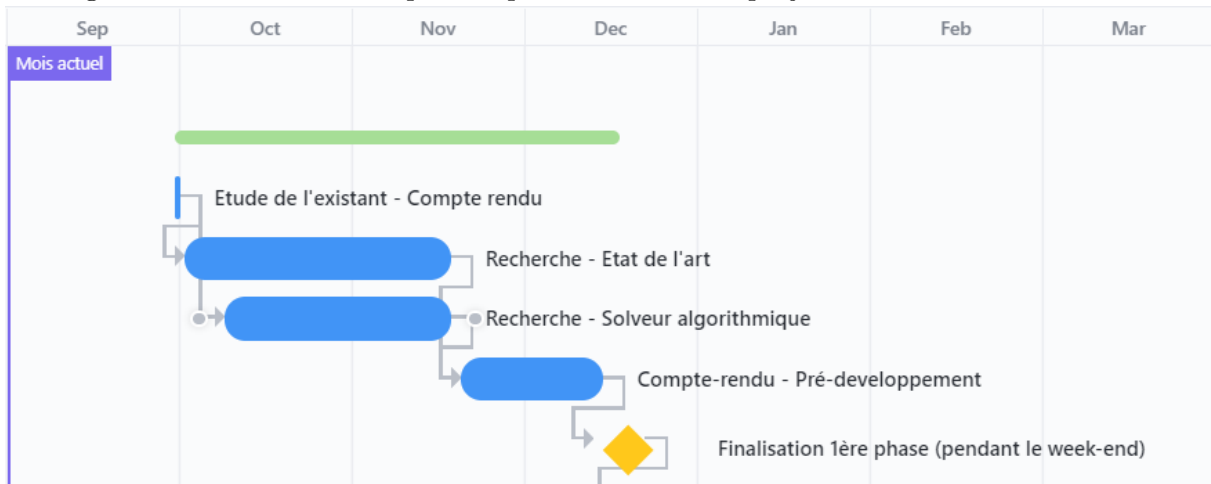 Sep Oct Nov Dec Jan Feb Mar
Mois actuel
Etude de l'existant - Compte rendu
Recherche - Etat de l'art
Recherche - Solveur algorithmique
Compte-rendu - Pré-developpement
Finalisation 1ère phase (pendant le week-end)